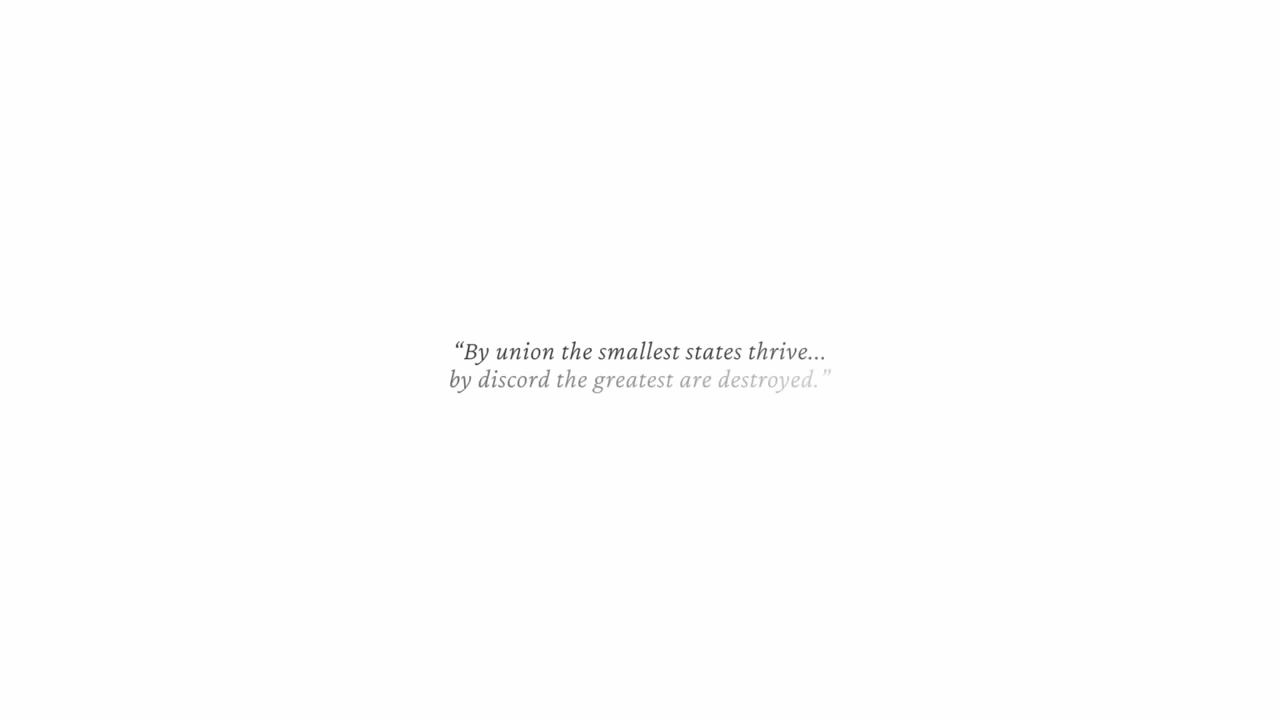 “By union the smallest states thrive...
by discord the greatest are destroyed.”